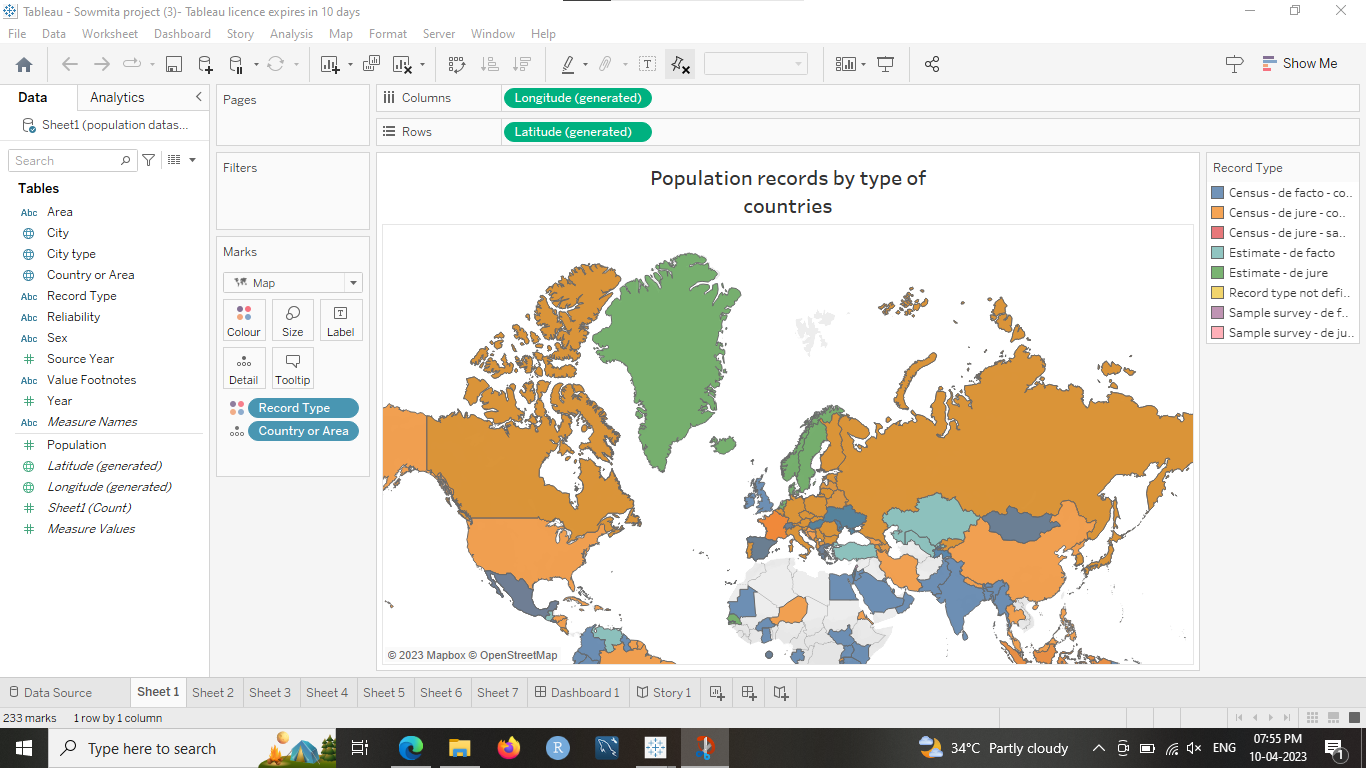 Tableau - Sowmita project (3)- Tableau licence expires in 10 days
File Data Worksheet Dashboard Story Analysis Map Format Server Window Help
Show Me
Data Analytics
Sheet1 (population datas...
Search
Tables
Abc Area
City
City type
Country or Area
Abc Record Type
Abc Reliability
Abc Sex
Source Year
Abc Value Footnotes
Year
Abc Measure Names
Population
Latitude (generated)
Longitude (generated)
Sheet1 (Count)
Measure Values
Pages
Filters
Marks
Map
Colour Size Label
Detail Tooltip
Record Type
Country or Area
Columns Longitude (generated)
Rows Latitude (generated)
Population records by type of
countries
© 2023 Mapbox © OpenStreetMap
Record Type
Census - de facto - co..
Census - de jure - co..
Census - de jure - sa..
Estimate - de facto
Estimate - de jure
Record type not defi..
Sample survey - de f..
Sample survey - de ju..
Data Source Sheet 1 Sheet 2 Sheet 3 Sheet 4 Sheet 5 Sheet 6 Sheet 7 Dashboard 1 Story 1
233 marks 1 row by 1 column
Type here to search
R
34°C Partly cloudy
ENG
07:55 PM
10-04-2023
1